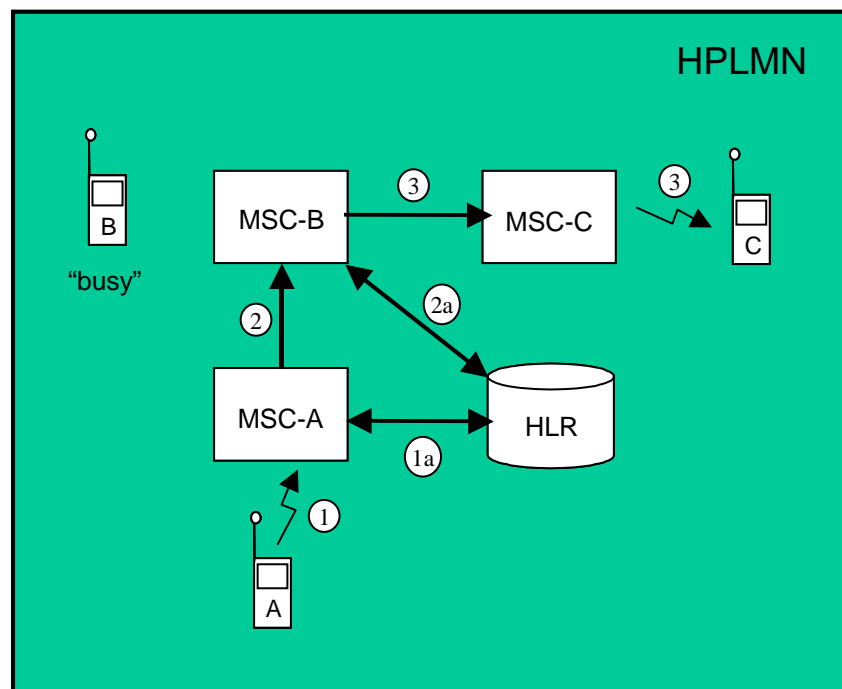 HPLMN
B
“busy”
MSC-B
3
MSC-C
3
C
2
2a
MSC-A
1a
HLR
1
A